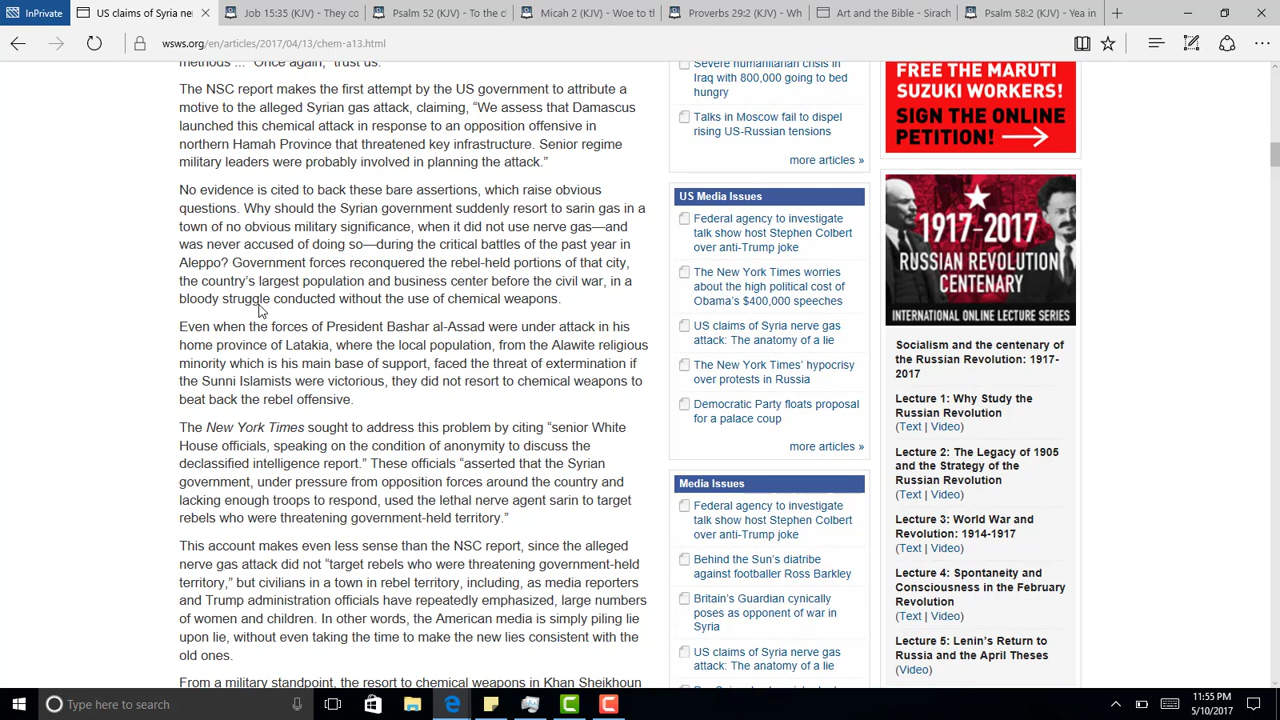 InPrivate
US claims of Syria ner
Job 15:35 (KJV) - They co
Psalm 52 (KJV) - To the c
Micah 2 (KJV) - Woe to th
Proverbs 29:2 (KJV) - Wh
Art and the Bible - Sirach
Psalm 58:2 (KJV) - Yea in
wsws.org/en/articles/2017/04/13/chem-a13.html
methods ... Once again, "trust us."
The NSC report makes the first attempt by the US government to attribute a
motive to the alleged Syrian gas attack, claiming, “We assess that Damascus
launched this chemical attack in response to an opposition offensive in
northern Hamah Province that threatened key infrastructure. Senior regime
military leaders were probably involved in planning the attack.”
No evidence is cited to back these bare assertions, which raise obvious
questions. Why should the Syrian government suddenly resort to sarin gas in a
town of no obvious military significance, when it did not use nerve gas—and
was never accused of doing so—during the critical battles of the past year in
Aleppo? Government forces reconquered the rebel-held portions of that city,
the country’s largest population and business center before the civil war, in a
bloody struggle conducted without the use of chemical weapons.
Even when the forces of President Bashar al-Assad were under attack in his
home province of Latakia, where the local population, from the Alawite religious
minority which is his main base of support, faced the threat of extermination if
the Sunni Islamists were victorious, they did not resort to chemical weapons to
beat back the rebel offensive.
The New York Times sought to address this problem by citing “senior White
House officials, speaking on the condition of anonymity to discuss the
declassified intelligence report.” These officials “asserted that the Syrian
government, under pressure from opposition forces around the country and
lacking enough troops to respond, used the lethal nerve agent sarin to target
rebels who were threatening government-held territory.”
This account makes even less sense than the NSC report, since the alleged
nerve gas attack did not “target rebels who were threatening government-held
territory,” but civilians in a town in rebel territory, including, as media reporters
and Trump administration officials have repeatedly emphasized, large numbers
of women and children. In other words, the American media is simply piling lie
upon lie, without even taking the time to make the new lies consistent with the
old ones.
From a military standpoint, the resort to chemical weapons in Khan Sheikhoun
Severe humanitarian crisis in
Iraq with 800,000 going to bed
hungry
Talks in Moscow fail to dispel
rising US-Russian tensions
more articles »
US Media Issues
Federal agency to investigate
talk show host Stephen Colbert
over anti-Trump joke
The New York Times worries
about the high political cost of
Obama’s $400,000 speeches
US claims of Syria nerve gas
attack: The anatomy of a lie
The New York Times’ hypocrisy
over protests in Russia
Democratic Party floats proposal
for a palace coup
more articles »
Media Issues
Federal agency to investigate
talk show host Stephen Colbert
over anti-Trump joke
Behind the Sun’s diatribe
against footballer Ross Barkley
Britain’s Guardian cynically
poses as opponent of war in
Syria
US claims of Syria nerve gas
attack: The anatomy of a lie
FREE THE MARUTI
SUZUKI WORKERS!
SIGN THE ONLINE
PETITION!
1917-2017
RUSSIAN REVOLUTION
CENTENARY
INTERNATIONAL ONLINE LECTURE SERIES
Socialism and the centenary of
the Russian Revolution: 1917-
2017
Lecture 1: Why Study the
Russian Revolution
(Text | Video)
Lecture 2: The Legacy of 1905
and the Strategy of the
Russian Revolution
(Text | Video)
Lecture 3: World War and
Revolution: 1914-1917
(Text | Video)
Lecture 4: Spontaneity and
Consciousness in the February
Revolution
(Text | Video)
Lecture 5: Lenin’s Return to
Russia and the April Theses
(Video)
Type here to search
11:55 PM
5/10/2017